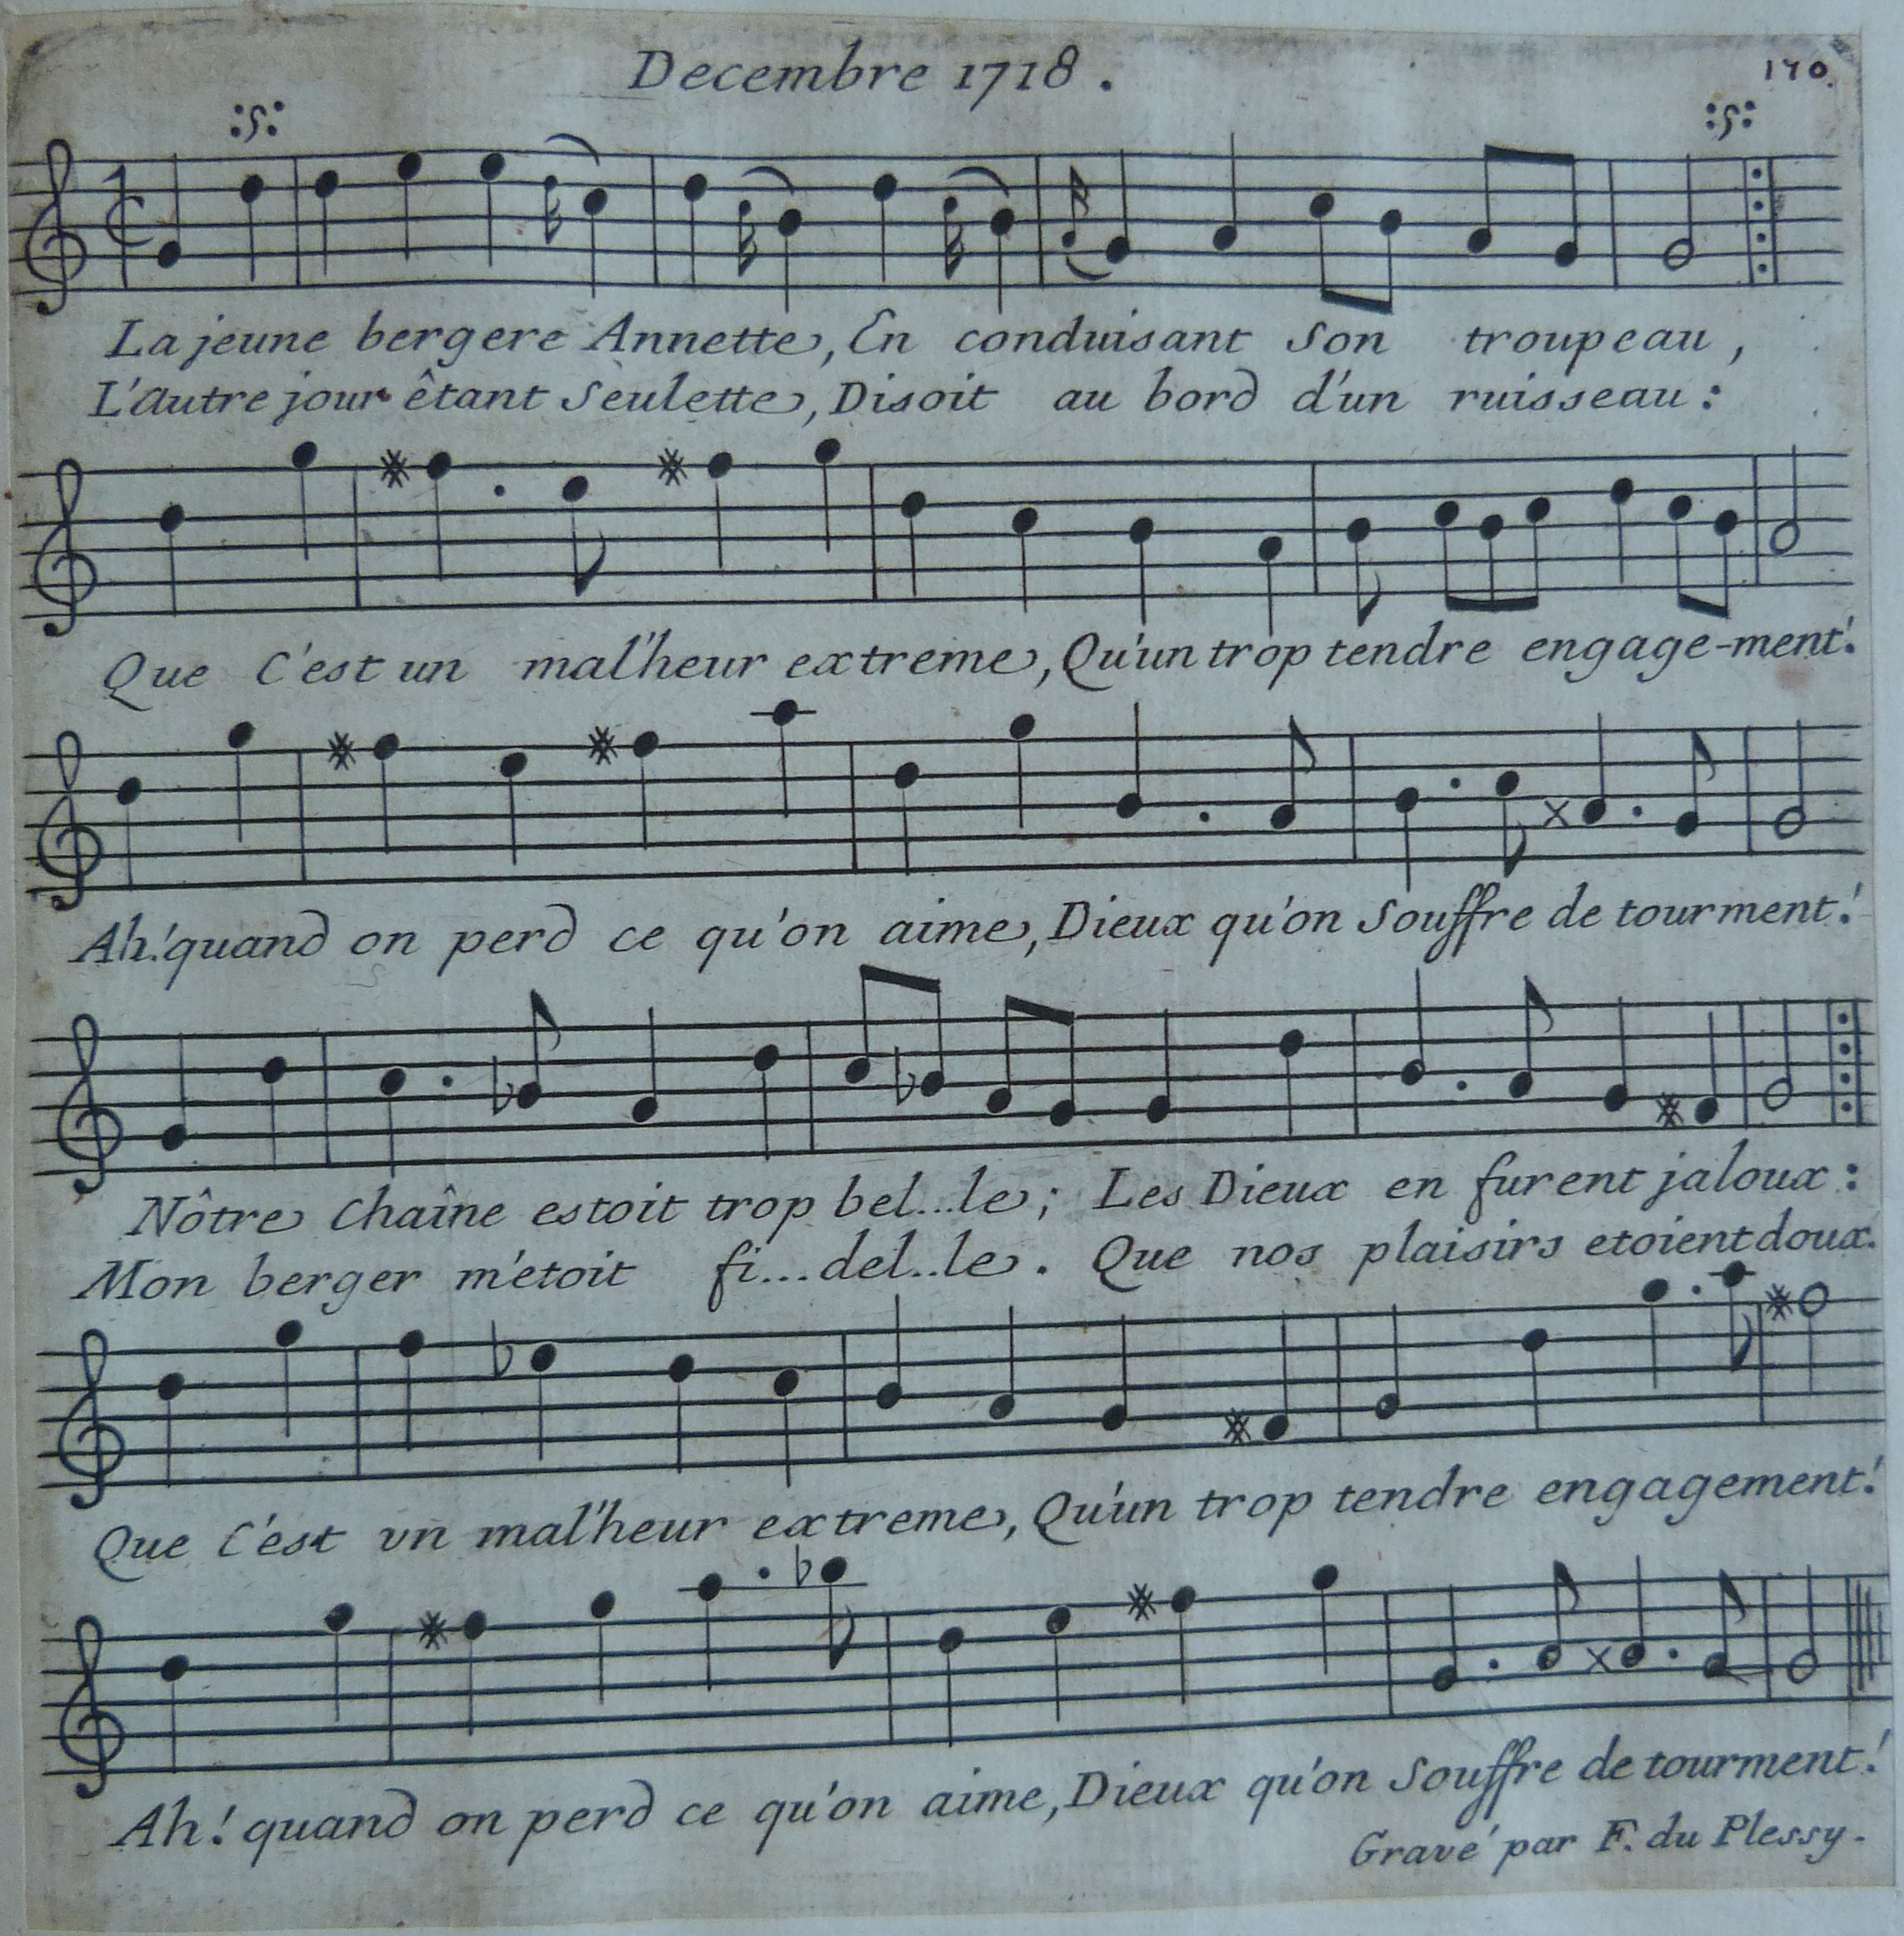 Decembre 1718.
170.
La jeune bergere Annette, En conduisant son troupeau,
L'autre jour êtant seulette, Disoit au bord d'un ruisseau:
Que c'est un mal'heur extreme, Qu'un trop tendre engage-ment!
Ah! quand on perd ce qu'on aime, Dieux qu'on souffre de tourment!
Nôtre chaîne estoit trop bel...le; Les Dieux en furent jaloux:
Mon berger m'étoit fi...del..le. Que nos plaisirs etoient doux.
Que c'est vn mal'heur extreme, Qu'un trop tendre engagement!
Ah! quand on perd ce qu'on aime, Dieux qu'on souffre de tourment!
Gravé par F. du Plessy.